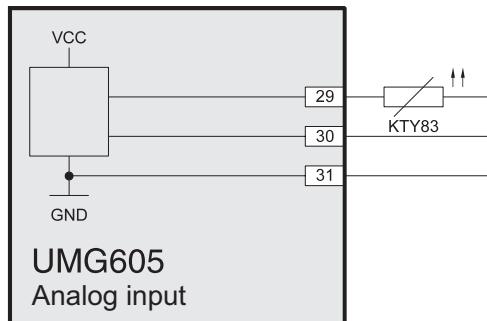 VCC
29
KTY83
30
31
GND
UMG605
Analog input